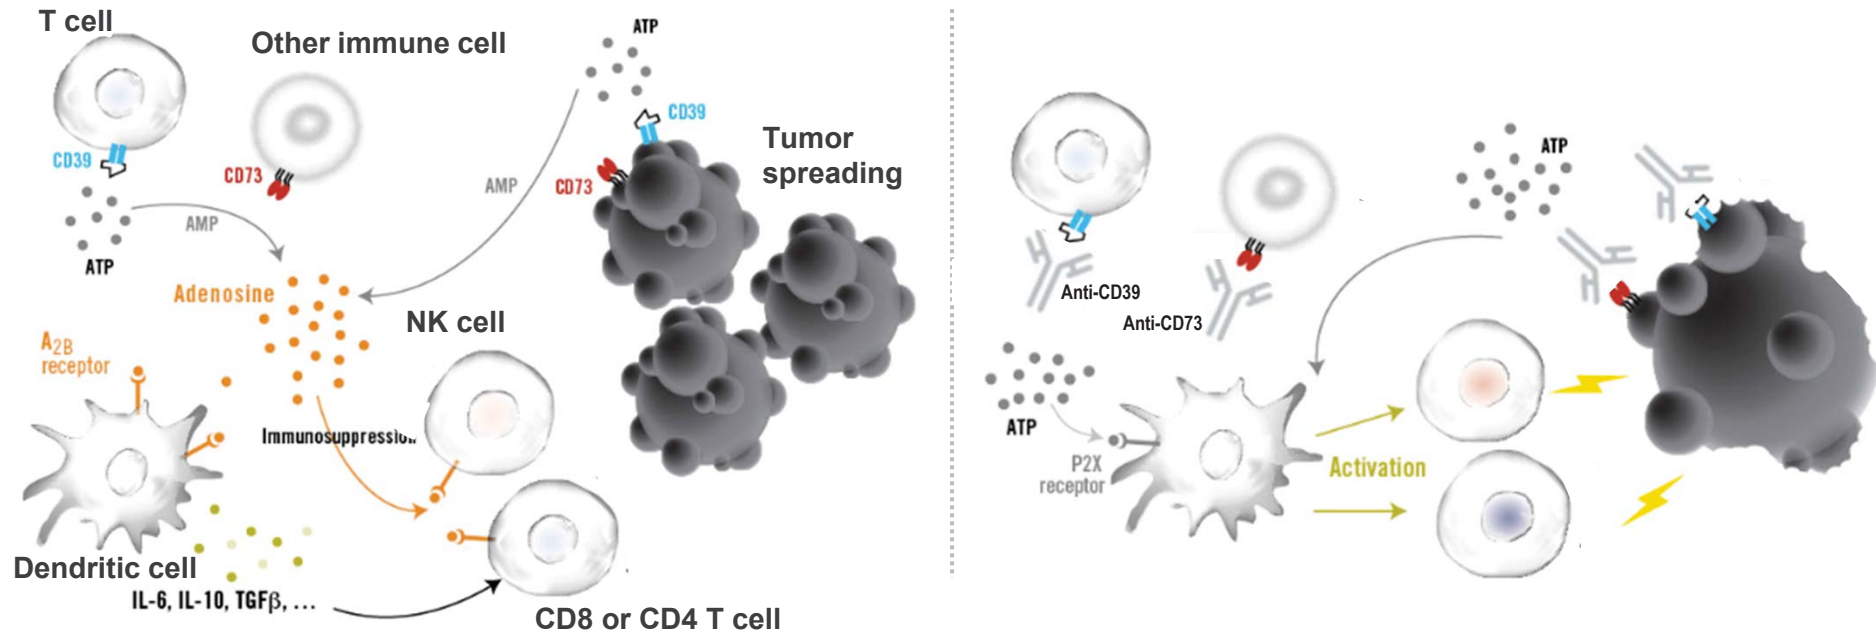 T cell
Other immune cell
ATP
CD39
CD39
CD73
AMP
CD73
Tumor
spreading
AMP
ATP
Adenosine
NK cell
A2B
receptor
Dendritic cell
IL-6, IL-10, TGFβ, ...
CD8 or CD4 T cell
ATP
Anti-CD39
Anti-CD73
ATP
P2X
receptor
Activation